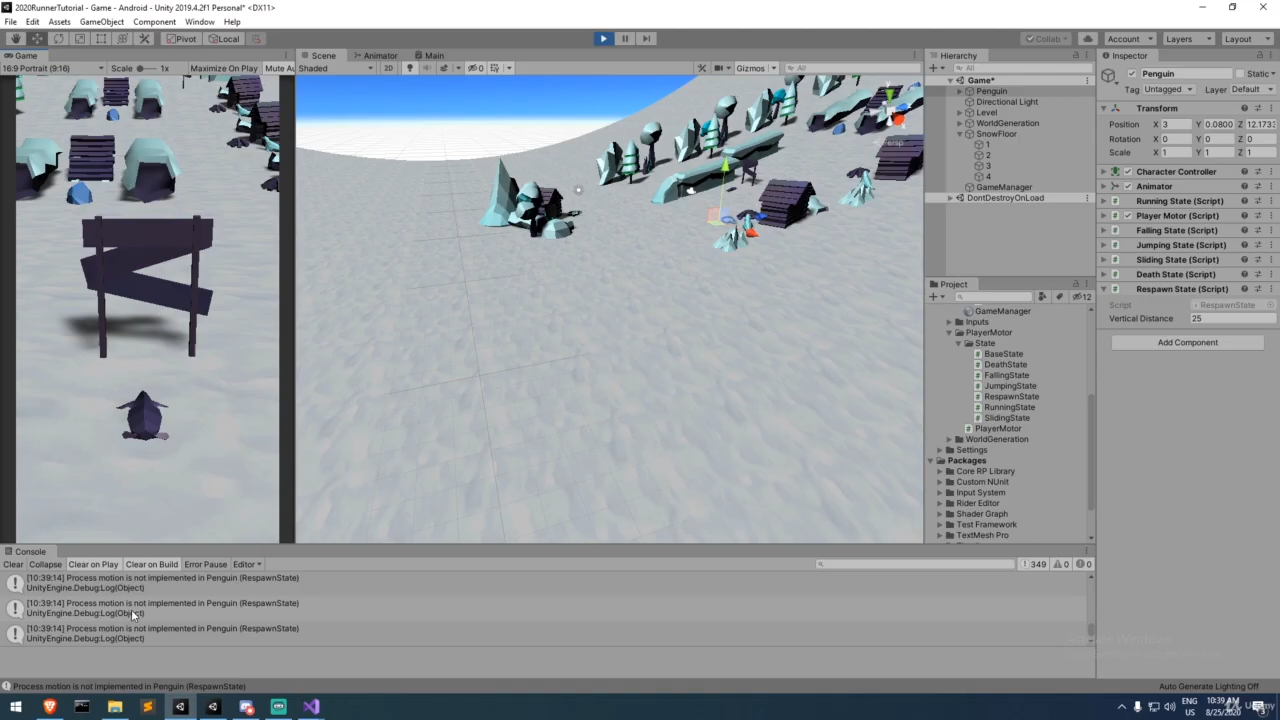 2020RunnerTutorial - Game - Android - Unity 2019.4.2f1 Personal* <DX11>
File Edit Assets GameObject Component Window Help
Pivot Local Collab Account Layers Layout
Game Scene Animator Main Hierarchy Inspector
16:9 Portrait (9:16) Scale 1x Maximize On Play Mute Au Shaded 2D 0 Gizmos All All
Penguin Static
Tag Untagged Layer Default
Game*
Penguin
Directional Light
Level
WorldGeneration
SnowFloor
1
2
3
4
GameManager
DontDestroyOnLoad
Transform
Position X 3 Y 0.0800 Z 12.173
Rotation X 0 Y 0 Z 0
Scale X 1 Y 1 Z 1
Character Controller
Animator
Running State (Script)
Player Motor (Script)
Falling State (Script)
Jumping State (Script)
Sliding State (Script)
Death State (Script)
Respawn State (Script)
Script RespawnState
Vertical Distance 25
Add Component
Persp
Project
12
GameManager
Inputs
PlayerMotor
State
BaseState
DeathState
FallingState
JumpingState
RespawnState
RunningState
SlidingState
PlayerMotor
WorldGeneration
Settings
Packages
Core RP Library
Custom NUnit
Input System
Rider Editor
Shader Graph
Test Framework
TextMesh Pro
Console
Clear Collapse Clear on Play Clear on Build Error Pause Editor 349 0 0
[10:39:14] Process motion is not implemented in Penguin (RespawnState)
UnityEngine.Debug:Log(Object)
[10:39:14] Process motion is not implemented in Penguin (RespawnState)
UnityEngine.Debug:Log(Object)
[10:39:14] Process motion is not implemented in Penguin (RespawnState)
UnityEngine.Debug:Log(Object)
Process motion is not implemented in Penguin (RespawnState)
Auto Generate Lighting Off
ENG
US
10:39 AM
8/25/2020